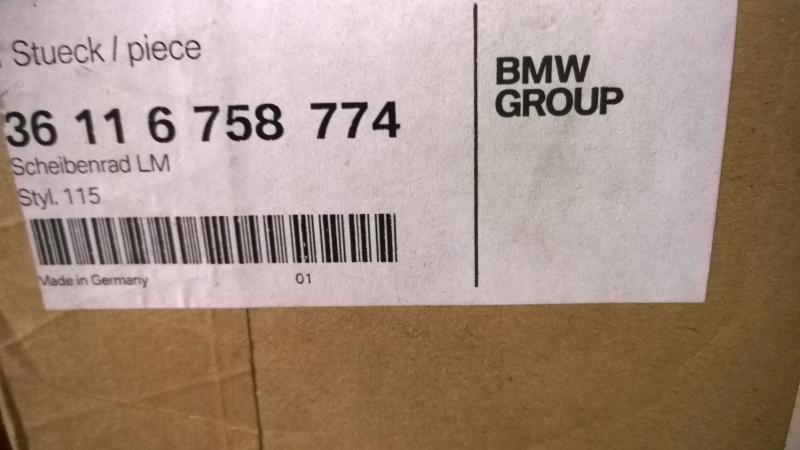 Stueck / piece
36 11 6 758 774
Scheibenrad LM
Styl. 115
Made in Germany 01
BMW
GROUP